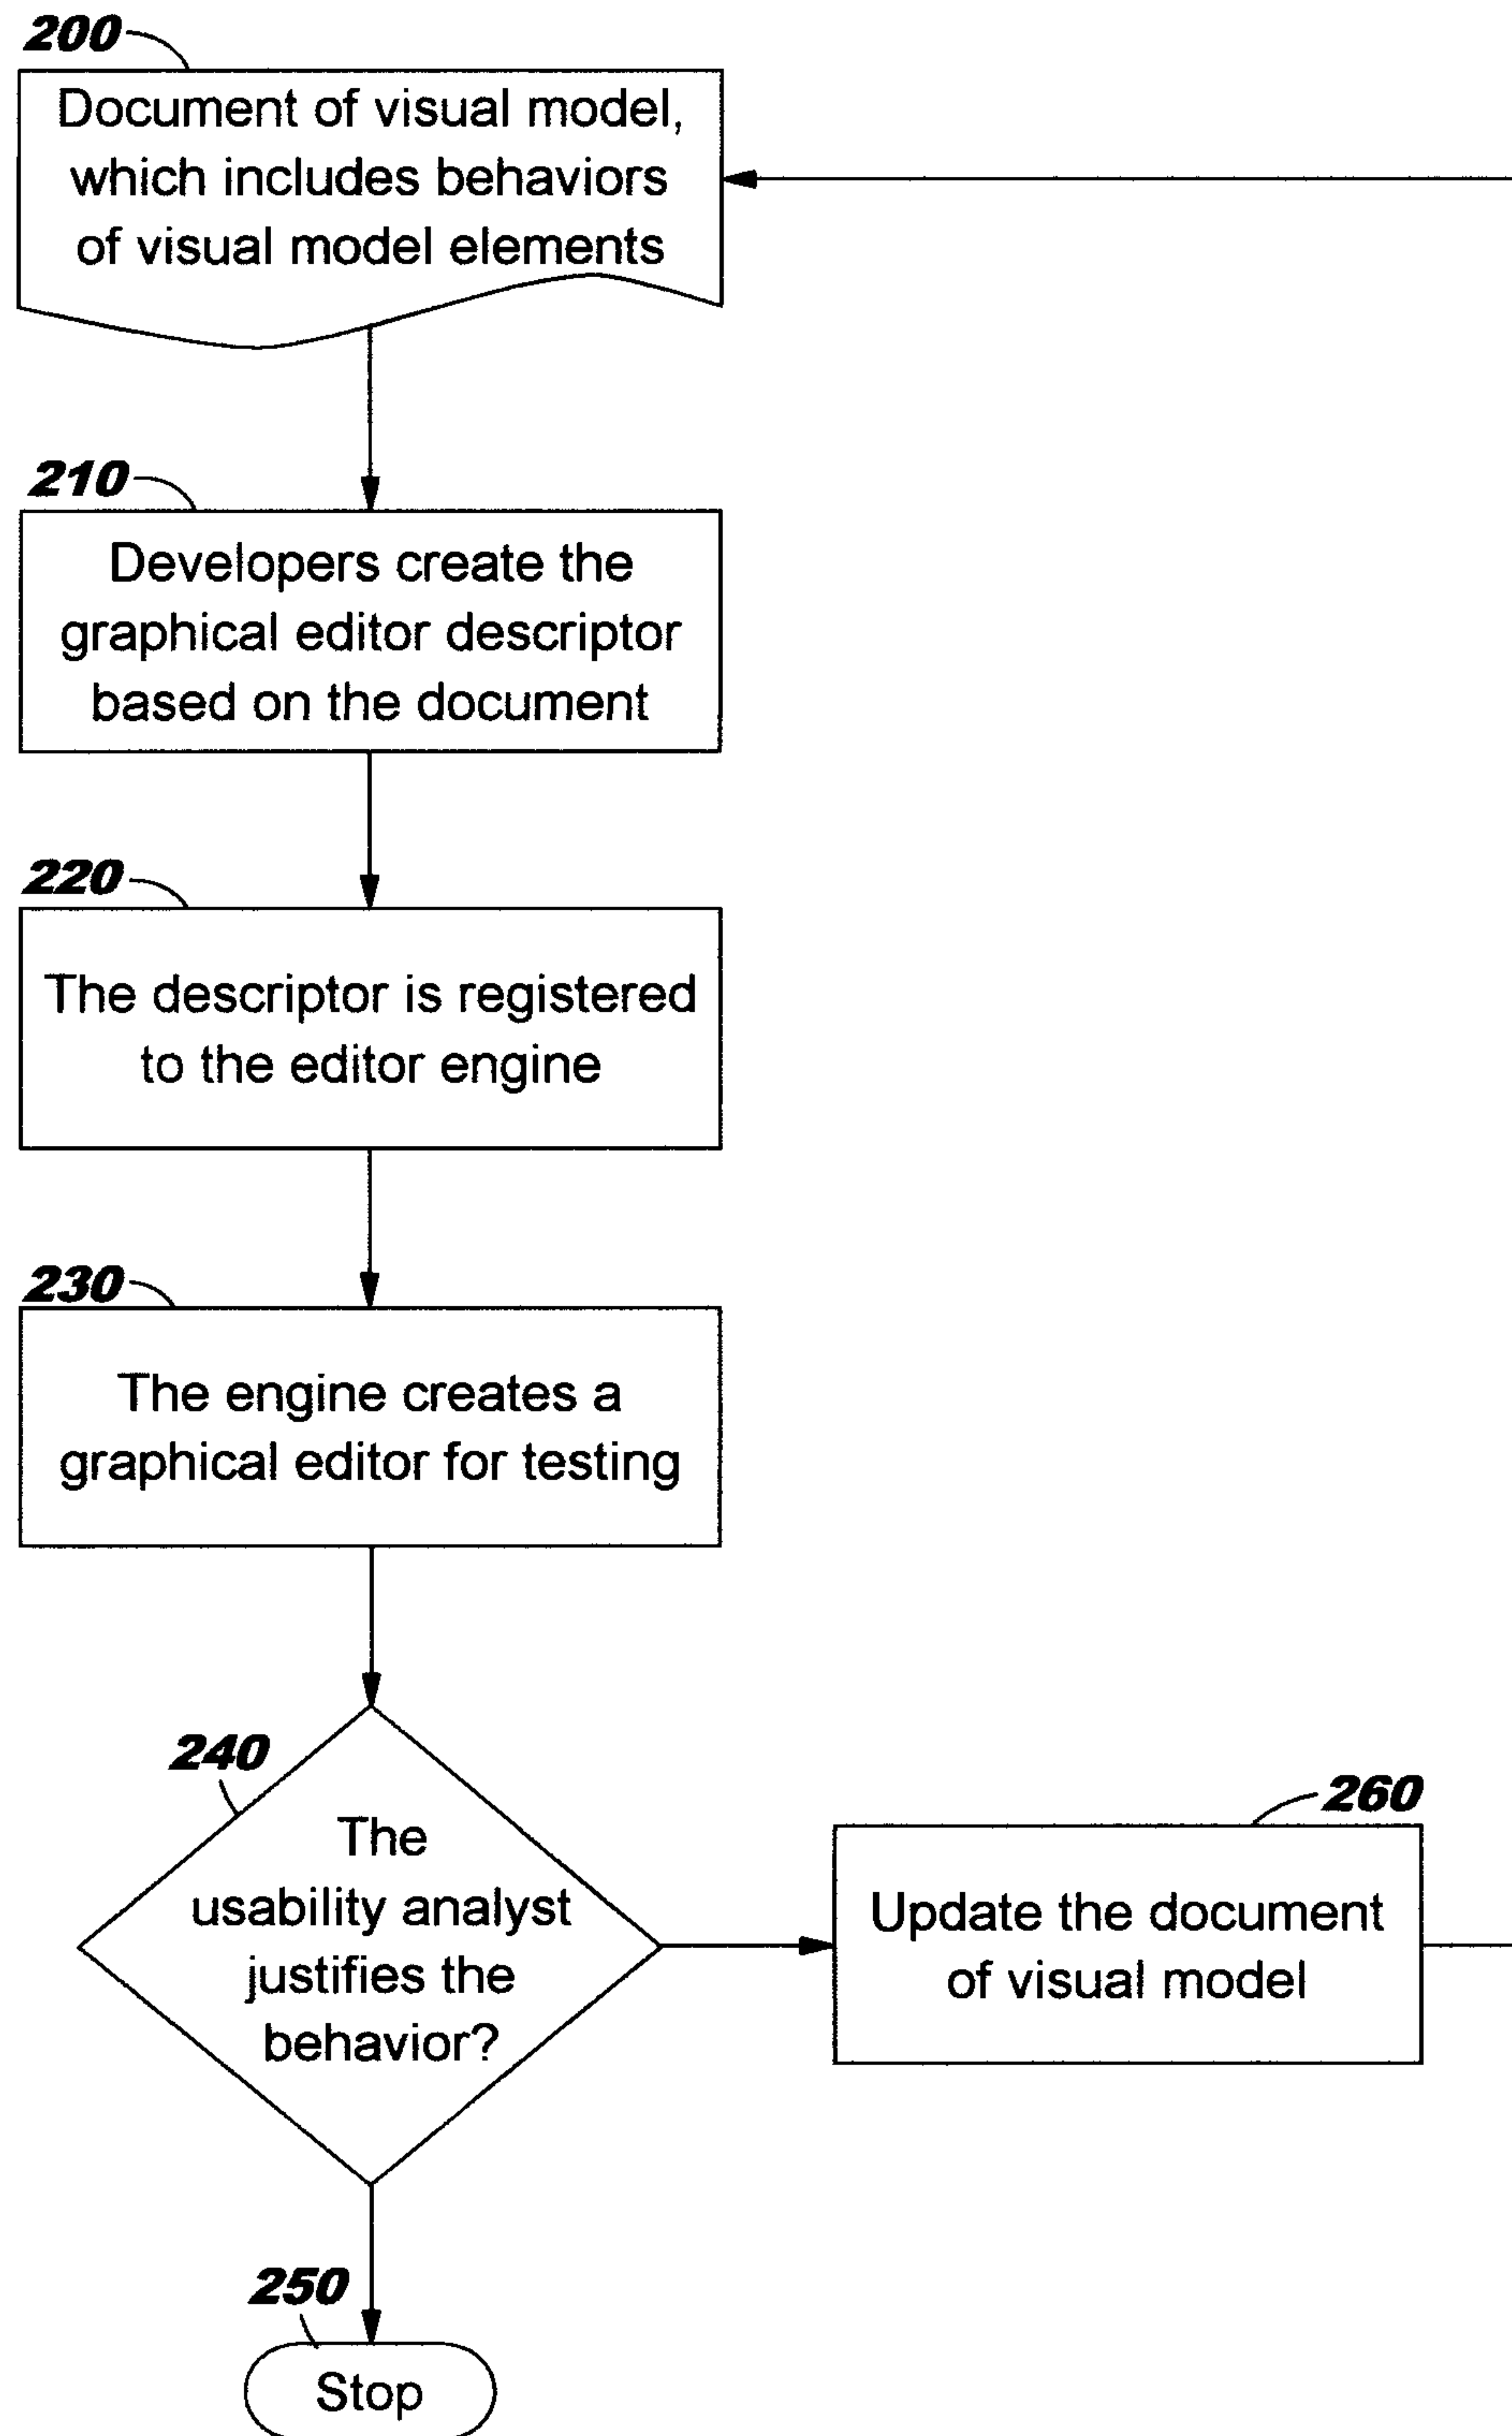 200
Document of visual model,
which includes behaviors
of visual model elements
210
Developers create the
graphical editor descriptor
based on the document
220
The descriptor is registered
to the editor engine
230
The engine creates a
graphical editor for testing
240
The
usability analyst
justifies the
behavior?
260
Update the document
of visual model
250
Stop